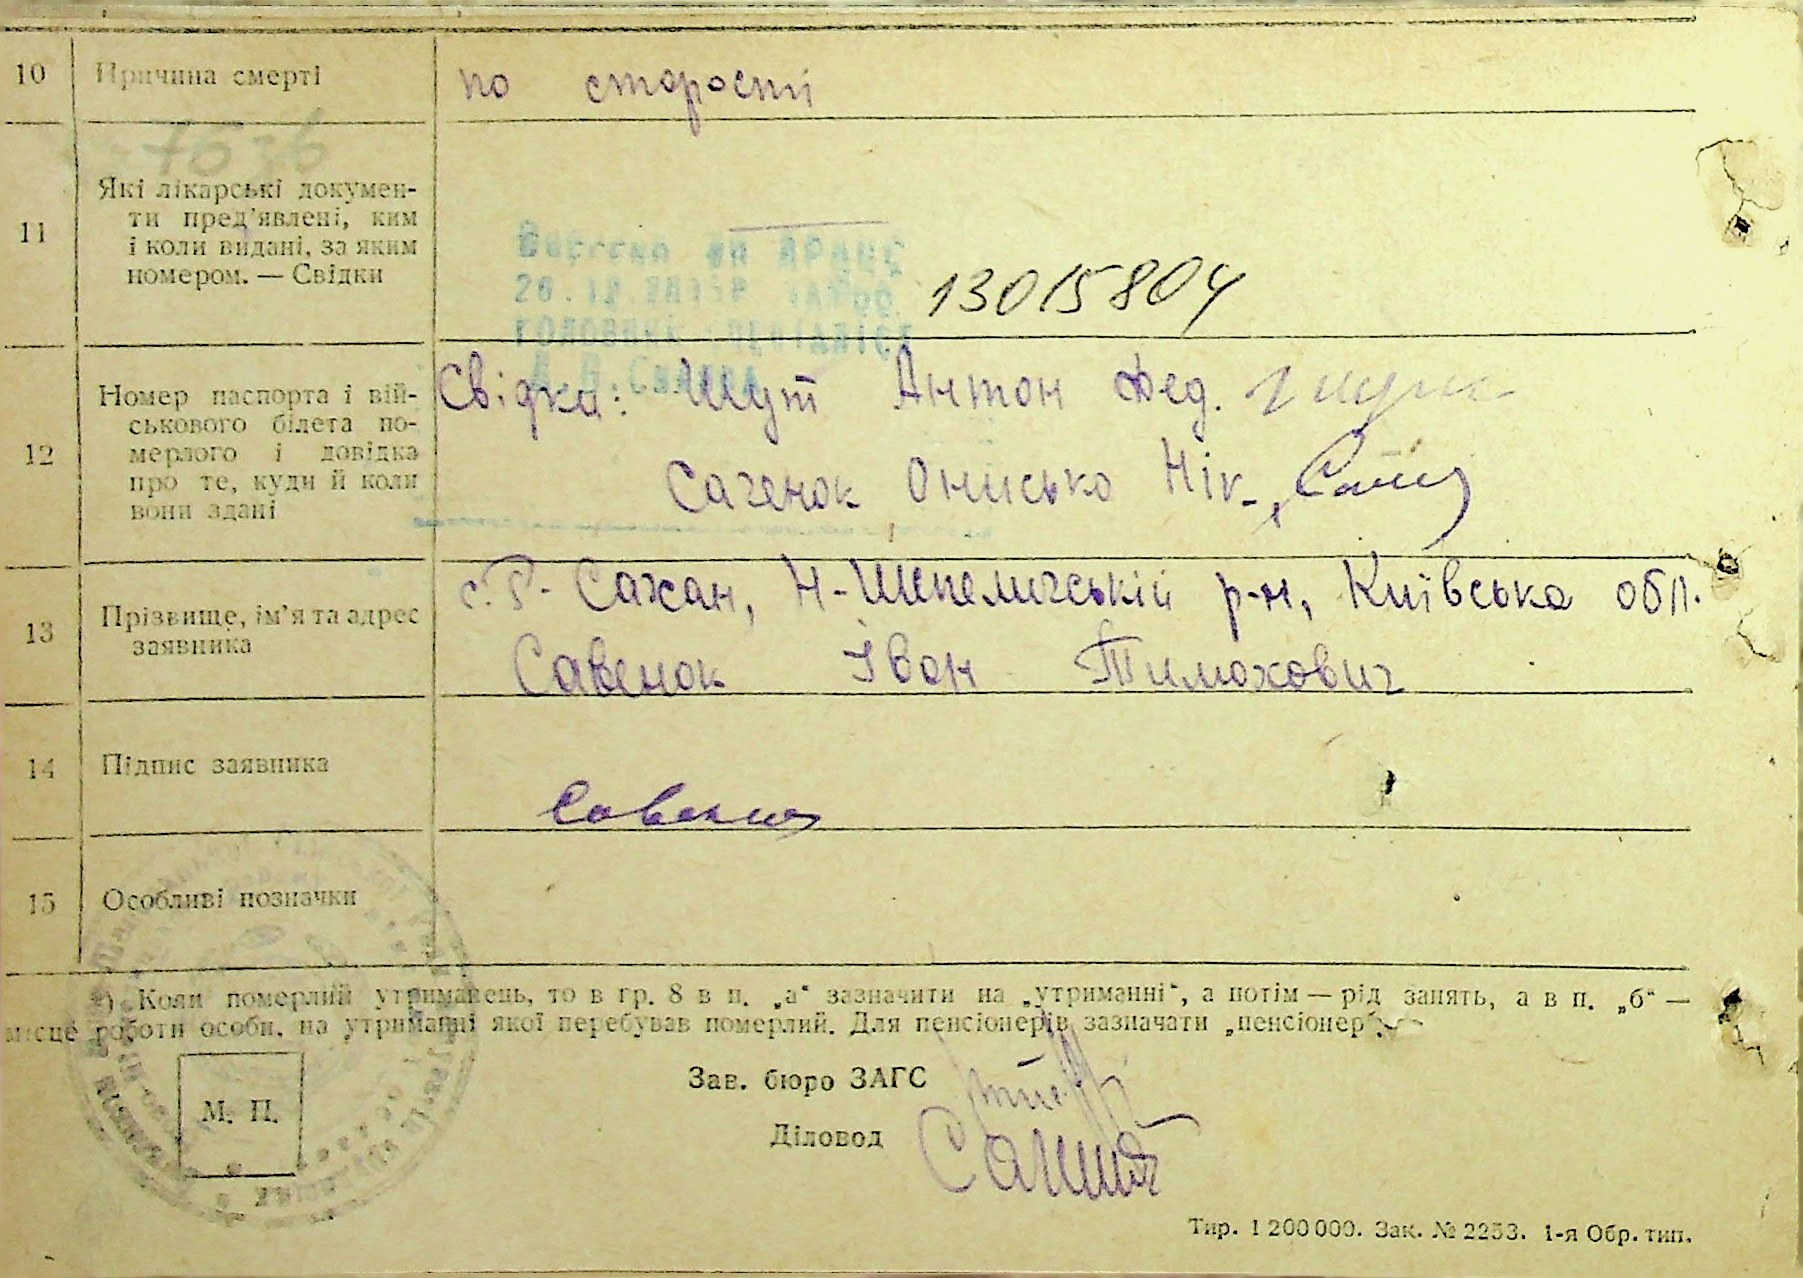 10 Причина смерті по старості
7636
11 Які лікарські докумен-
ти пред'явлені, ким
і коли видані, за яким
номером. — Свідки
13015804
12 Номер паспорта і вій-
ськового білета по-
мерлого і довідка
про те, куди й коли
вони здані
Свідка: Шут Антон Фед.
Саченок Онисько Нік.
13 Прізвище, ім'я та адрес
заявника
с. Р- Сажан, Н-Шепеличській р-н, Київська обл.
Савенок Іван Тимохович
14 Підпис заявника
Савенок
15 Особливі позначки
*) Коли померлий утриманець, то в гр. 8 в п. „а“ зазначити на „утриманні“, а потім — рід занять, а в п. „б“ —
місце роботи особи, на утриманні якої перебував померлий. Для пенсіонерів зазначати „пенсіонер“.
М. П.
Зав. бюро ЗАГС
Діловод
Тир. 1 200 000. Зак. № 2253. 1-я Обр. тип.